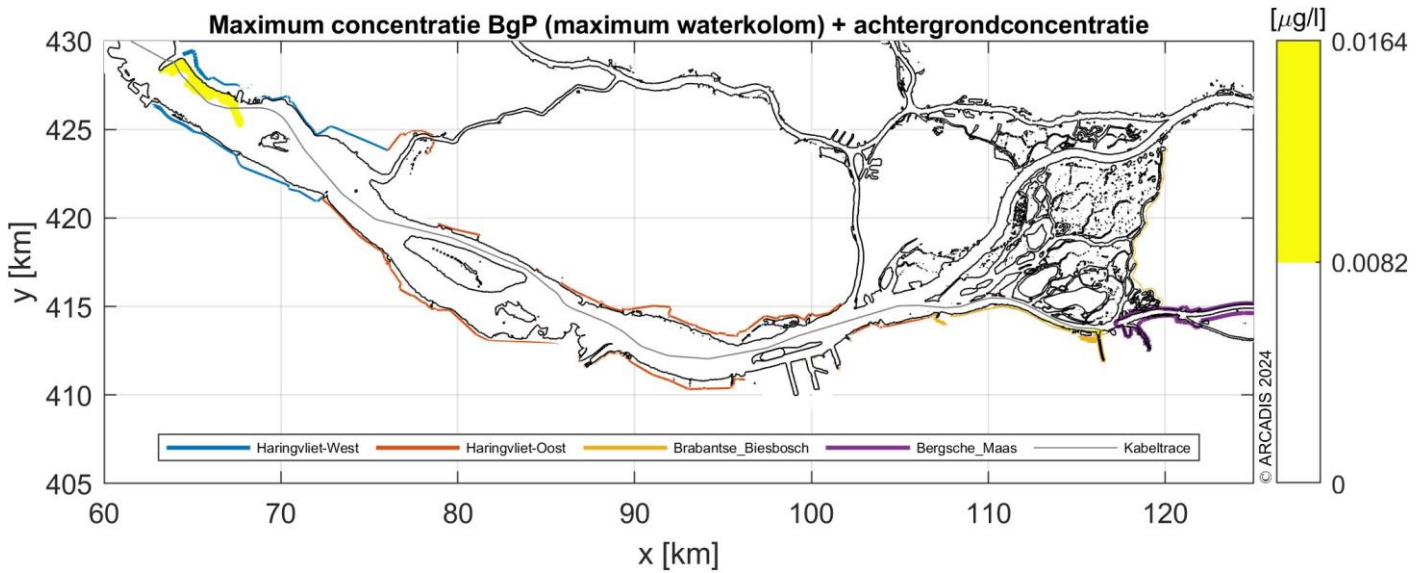 Maximum concentratie BgP (maximum waterkolom) + achtergrondconcentratie
[μg/l]
430
425
420
415
410
405
y [km]
60
70
80
90
100
110
120
x [km]
0.0164
0.0082
0
Haringvliet-West
Haringvliet-Oost
Brabantse_Biesbosch
Bergsche_Maas
Kabeltrace
© ARCADIS 2024